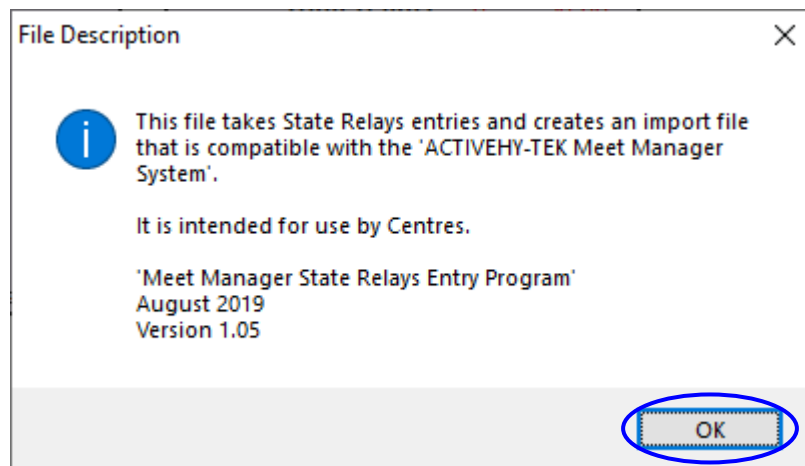 File Description
This file takes State Relays entries and creates an import file
that is compatible with the 'ACTIVEHY-TEK Meet Manager
System'.
It is intended for use by Centres.
'Meet Manager State Relays Entry Program'
August 2019
Version 1.05
OK